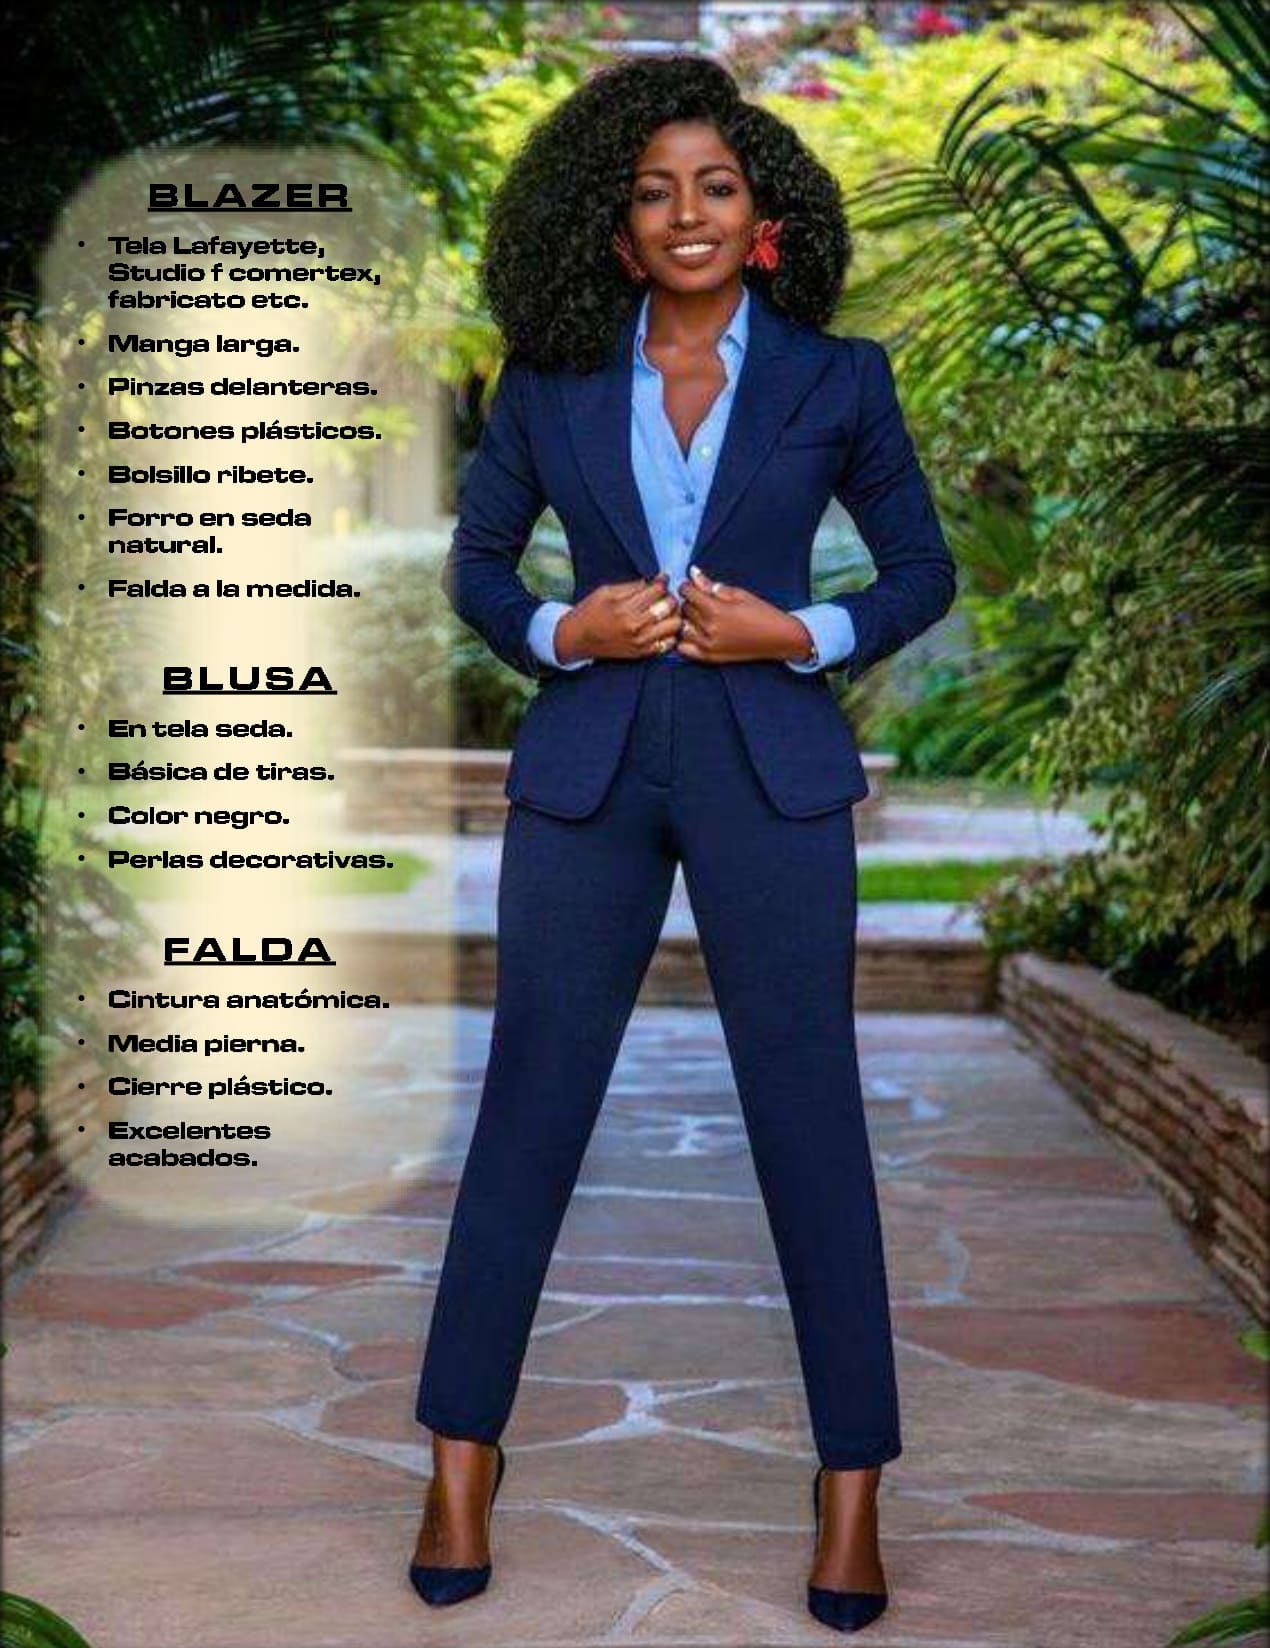 BLAZER
• Tela Lafayette,
Studio f comertex,
fabricato etc.
• Manga larga.
• Pinzas delanteras.
• Botones plásticos.
• Bolsillo ribete.
• Forro en seda
natural.
• Falda a la medida.
BLUSA
• En tela seda.
• Básica de tiras.
• Color negro.
• Perlas decorativas.
FALDA
• Cintura anatómica.
• Media pierna.
• Cierre plástico.
• Excelentes
acabados.